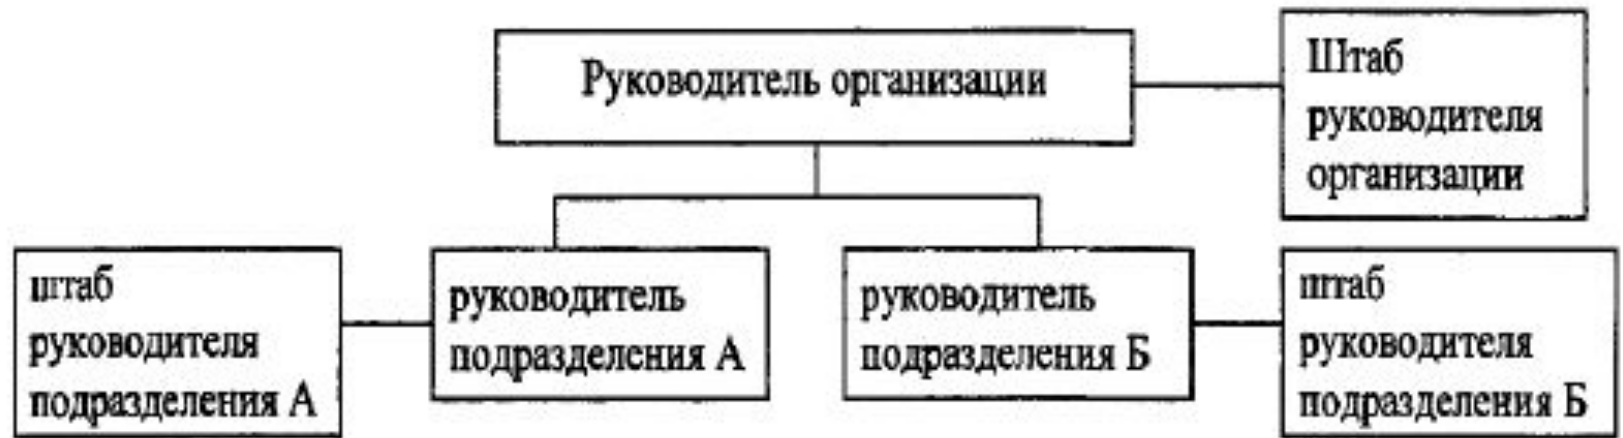 Руководитель организации
Штаб
руководителя
организации
штаб
руководителя
подразделения А
руководитель
подразделения А
руководитель
подразделения Б
штаб
руководителя
подразделения Б